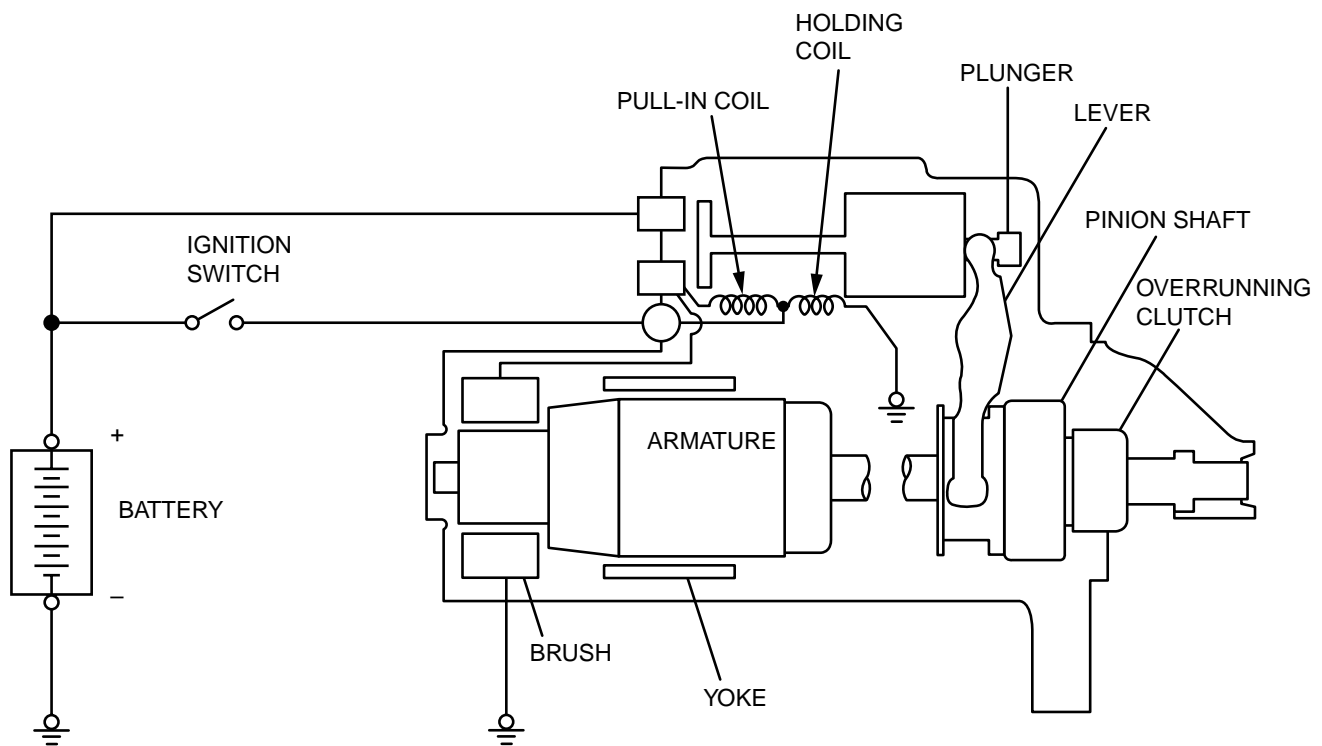 HOLDING
COIL
PLUNGER
PULL-IN COIL
LEVER
PINION SHAFT
IGNITION
SWITCH
OVERRUNNING
CLUTCH
ARMATURE
+
BATTERY
–
BRUSH
YOKE